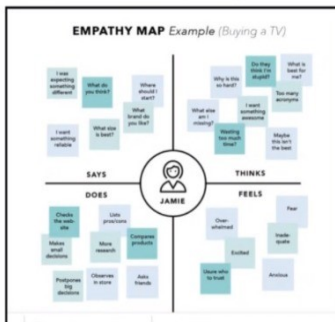 EMPATHY MAP Example (Buying a TV)
I was
expecting
something
different
What do
you think?
Where
should I
start?
What
brand do
you like?
What size
is best?
I want
something
reliable
SAYS
Why is this
so hard?
Do they
think I'm
stupid?
What is
best for
me?
Too many
acronyms
I want
something
awesome
What else
am I
missing?
Wasting
too much
time?
Maybe
this isn't
the best
THINKS
JAMIE
DOES
Checks
the web
site
Lists
pros/cons
Compares
products
Makes
small
decisions
More
research
Postpones
big
decisions
Observes
in store
Asks
friends
FEELS
Over-
whelmed
Fear
Inade-
quate
Excited
Usure who
to trust
Anxious